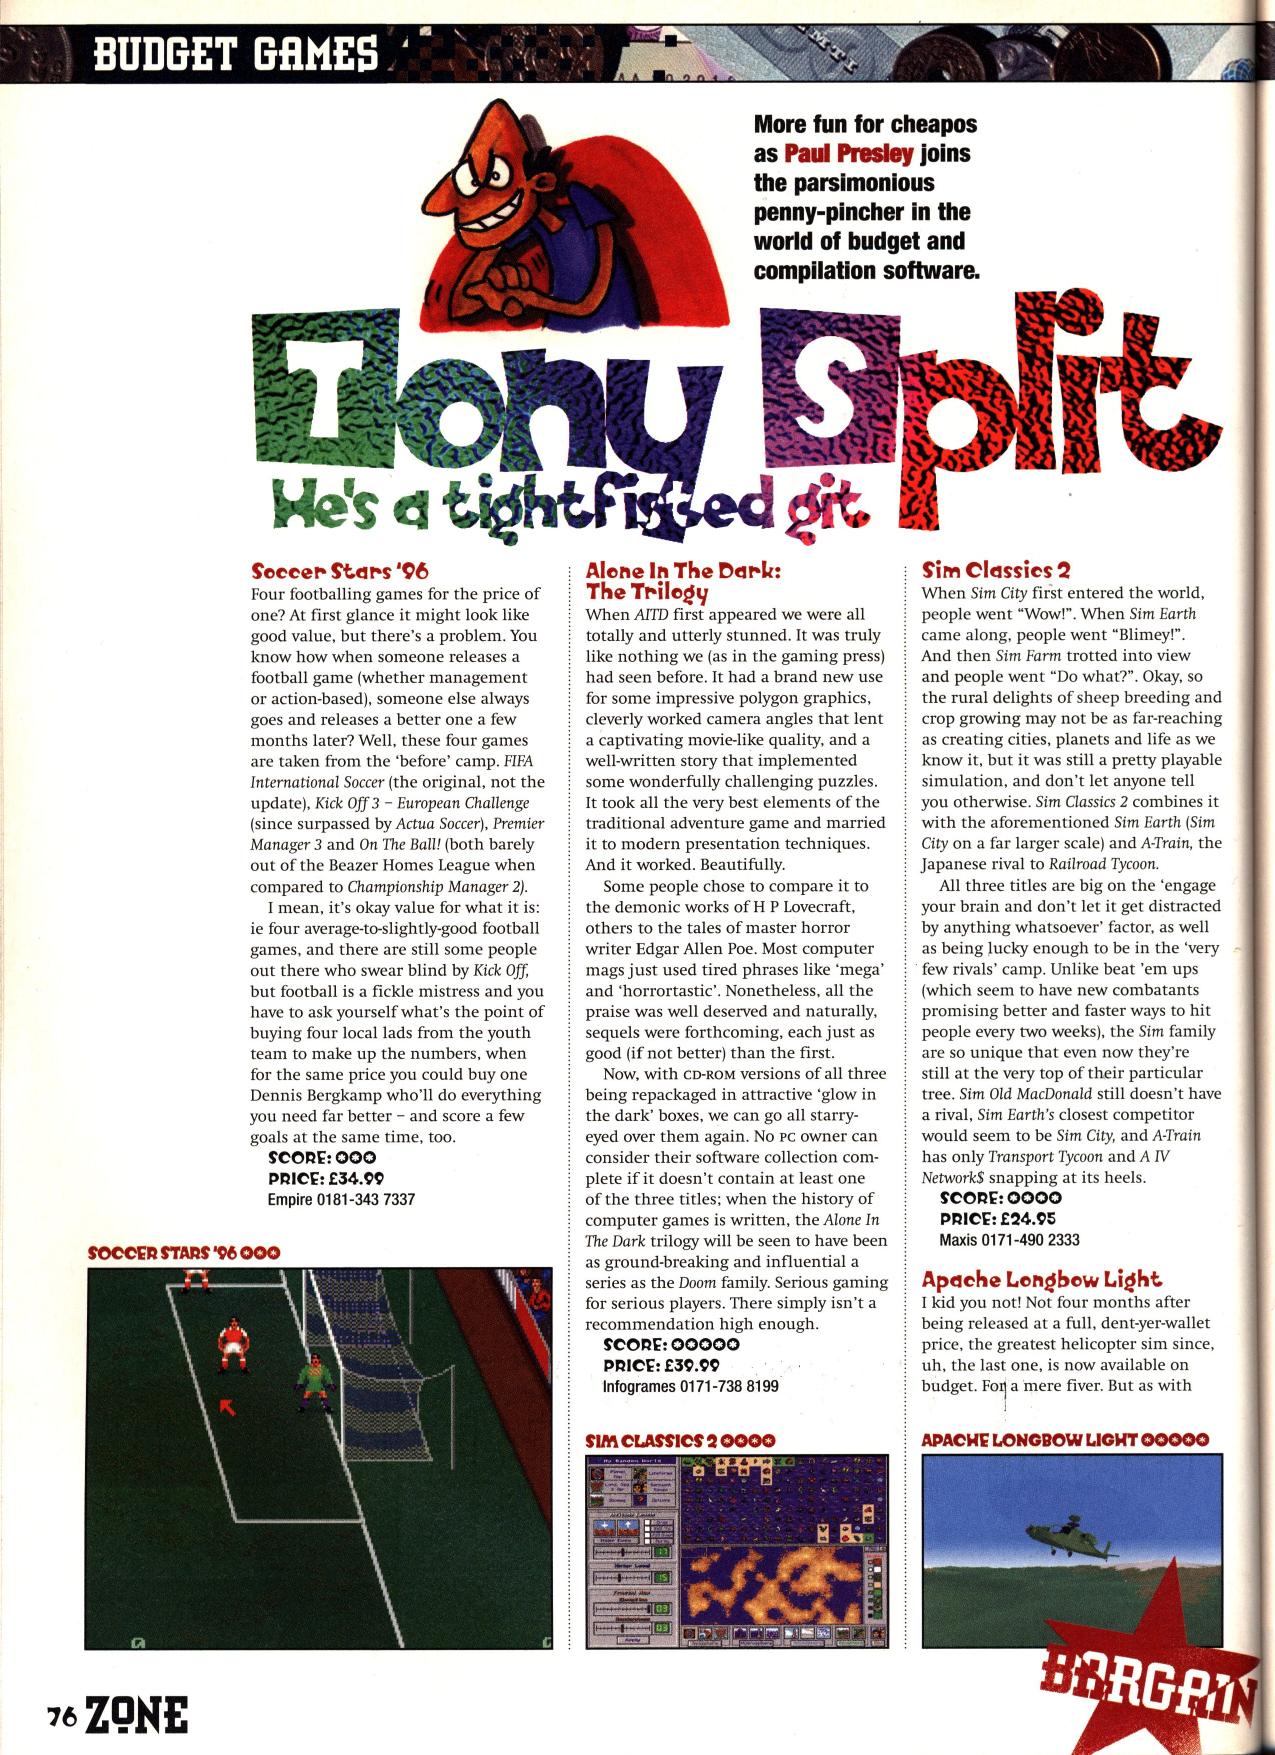 BUDGET GAMES
More fun for cheapos
as Paul Presley joins
the parsimonious
penny-pincher in the
world of budget and
compilation software.
Tony Split
He's a tightfisted git
Soccer Stars '96
Four footballing games for the price of
one? At first glance it might look like
good value, but there's a problem. You
know how when someone releases a
football game (whether management
or action-based), someone else always
goes and releases a better one a few
months later? Well, these four games
are taken from the ‘before’ camp. FIFA
International Soccer (the original, not the
update), Kick Off 3 – European Challenge
(since surpassed by Actua Soccer), Premier
Manager 3 and On The Ball! (both barely
out of the Beazer Homes League when
compared to Championship Manager 2).
I mean, it's okay value for what it is:
ie four average-to-slightly-good football
games, and there are still some people
out there who swear blind by Kick Off,
but football is a fickle mistress and you
have to ask yourself what's the point of
buying four local lads from the youth
team to make up the numbers, when
for the same price you could buy one
Dennis Bergkamp who'll do everything
you need far better – and score a few
goals at the same time, too.
SCORE: ✪✪✪
PRICE: £34.99
Empire 0181-343 7337
SOCCER STARS '96 ✪✪✪
Alone In The Dark:
The Trilogy
When AITD first appeared we were all
totally and utterly stunned. It was truly
like nothing we (as in the gaming press)
had seen before. It had a brand new use
for some impressive polygon graphics,
cleverly worked camera angles that lent
a captivating movie-like quality, and a
well-written story that implemented
some wonderfully challenging puzzles.
It took all the very best elements of the
traditional adventure game and married
it to modern presentation techniques.
And it worked. Beautifully.
Some people chose to compare it to
the demonic works of H P Lovecraft,
others to the tales of master horror
writer Edgar Allen Poe. Most computer
mags just used tired phrases like ‘mega’
and ‘horrortastic’. Nonetheless, all the
praise was well deserved and naturally,
sequels were forthcoming, each just as
good (if not better) than the first.
Now, with CD-ROM versions of all three
being repackaged in attractive ‘glow in
the dark’ boxes, we can go all starry-
eyed over them again. No PC owner can
consider their software collection com-
plete if it doesn't contain at least one
of the three titles; when the history of
computer games is written, the Alone In
The Dark trilogy will be seen to have been
as ground-breaking and influential a
series as the Doom family. Serious gaming
for serious players. There simply isn't a
recommendation high enough.
SCORE: ✪✪✪✪✪
PRICE: £39.99
Infogrames 0171-738 8199
SIM CLASSICS 2 ✪✪✪✪
Sim Classics 2
When Sim City first entered the world,
people went “Wow!”. When Sim Earth
came along, people went “Blimey!”.
And then Sim Farm trotted into view
and people went “Do what?”. Okay, so
the rural delights of sheep breeding and
crop growing may not be as far-reaching
as creating cities, planets and life as we
know it, but it was still a pretty playable
simulation, and don't let anyone tell
you otherwise. Sim Classics 2 combines it
with the aforementioned Sim Earth (Sim
City on a far larger scale) and A-Train, the
Japanese rival to Railroad Tycoon.
All three titles are big on the ‘engage
your brain and don't let it get distracted
by anything whatsoever’ factor, as well
as being lucky enough to be in the ‘very
few rivals’ camp. Unlike beat 'em ups
(which seem to have new combatants
promising better and faster ways to hit
people every two weeks), the Sim family
are so unique that even now they're
still at the very top of their particular
tree. Sim Old MacDonald still doesn't have
a rival, Sim Earth's closest competitor
would seem to be Sim City, and A-Train
has only Transport Tycoon and A IV
Network$ snapping at its heels.
SCORE: ✪✪✪✪
PRICE: £24.95
Maxis 0171-490 2333
Apache Longbow Light
I kid you not! Not four months after
being released at a full, dent-yer-wallet
price, the greatest helicopter sim since,
uh, the last one, is now available on
budget. For a mere fiver. But as with
APACHE LONGBOW LIGHT ✪✪✪✪✪
BARGAIN
76 ZONE